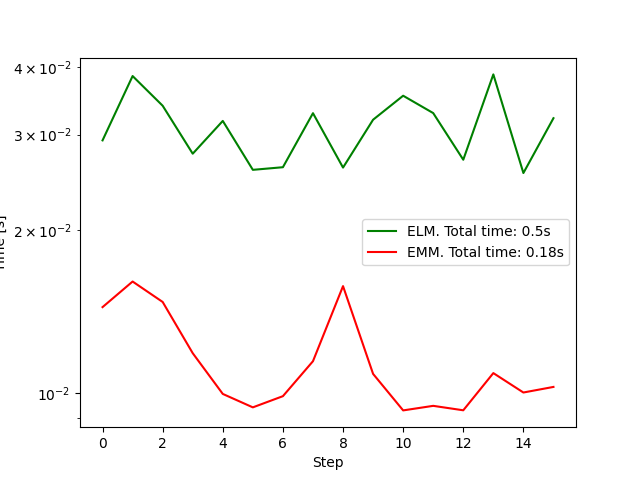 4 × 10⁻²
3 × 10⁻²
2 × 10⁻²
10⁻²
Time [s]
ELM. Total time: 0.5s
EMM. Total time: 0.18s
0 2 4 6 8 10 12 14
Step